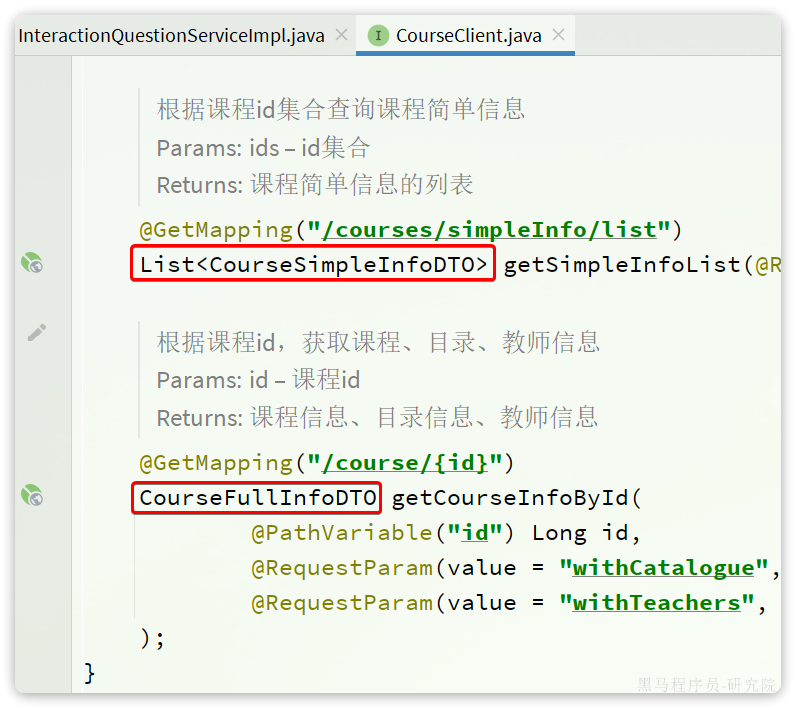 InteractionQuestionServiceImpl.java × I CourseClient.java ×
根据课程id集合查询课程简单信息
Params: ids – id集合
Returns: 课程简单信息的列表
@GetMapping("/courses/simpleInfo/list")
List<CourseSimpleInfoDTO> getSimpleInfoList(@R
根据课程id，获取课程、目录、教师信息
Params: id – 课程id
Returns: 课程信息、目录信息、教师信息
@GetMapping("/course/{id}")
CourseFullInfoDTO getCourseInfoById(
@PathVariable("id") Long id,
@RequestParam(value = "withCatalogue",
@RequestParam(value = "withTeachers",
);
}
黑马程序员-研究院